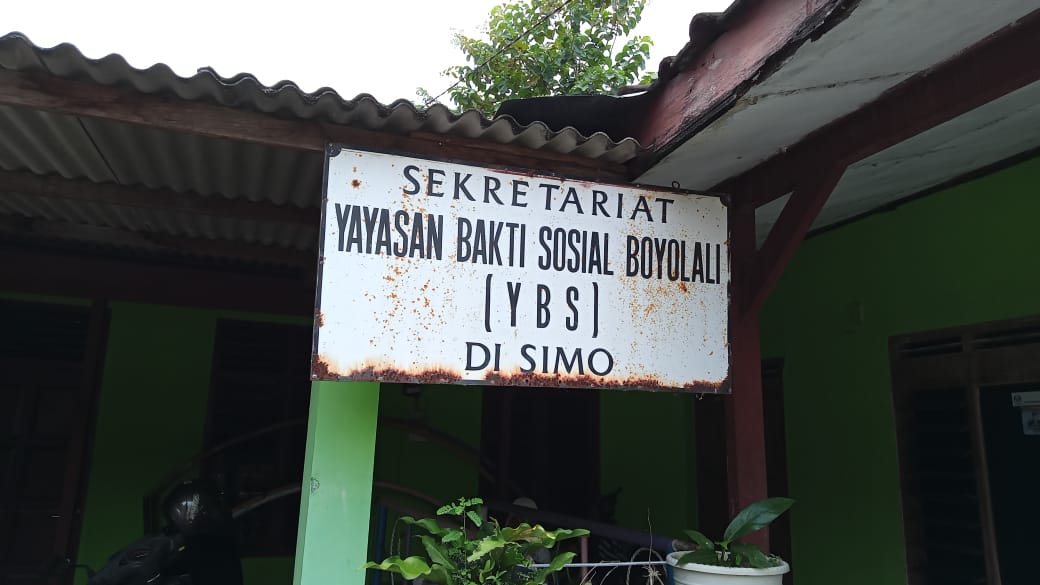 SEKRETARIAT
YAYASAN BAKTI SOSIAL BOYOLALI
(YBS)
DI SIMO